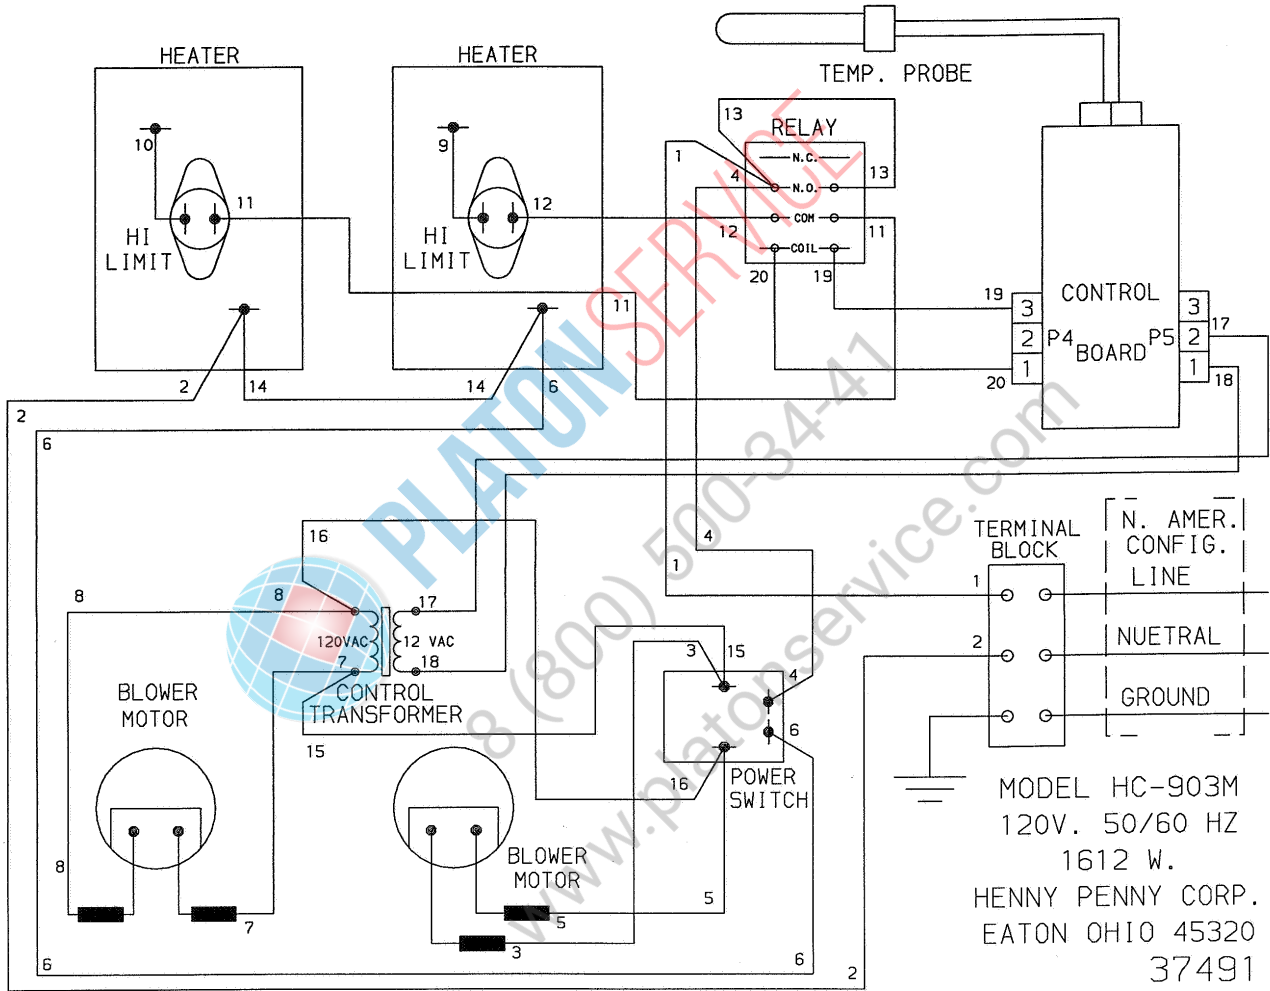 HEATER
HEATER
TEMP. PROBE
10
HI
LIMIT
11
2
14
9
HI
LIMIT
12
14
6
13
RELAY
1
N.C.
4
N.O.
13
12
COM
11
COIL
20
19
11
19
3
2
1
P4
20
CONTROL
BOARD
P5
3
2
1
17
18
2
6
16
4
1
8
8
120VAC
12 VAC
17
7
18
CONTROL
TRANSFORMER
15
BLOWER
MOTOR
8
7
BLOWER
MOTOR
5
3
5
3
15
4
6
16
POWER
SWITCH
6
6
2
TERMINAL
BLOCK
1
2
N. AMER.
CONFIG.
LINE
NUETRAL
GROUND
MODEL HC-903M
120V. 50/60 HZ
1612 W.
HENNY PENNY CORP.
EATON OHIO 45320
37491
PLATONSERVICE
8 (800) 500-34-41
www.platonservice.com